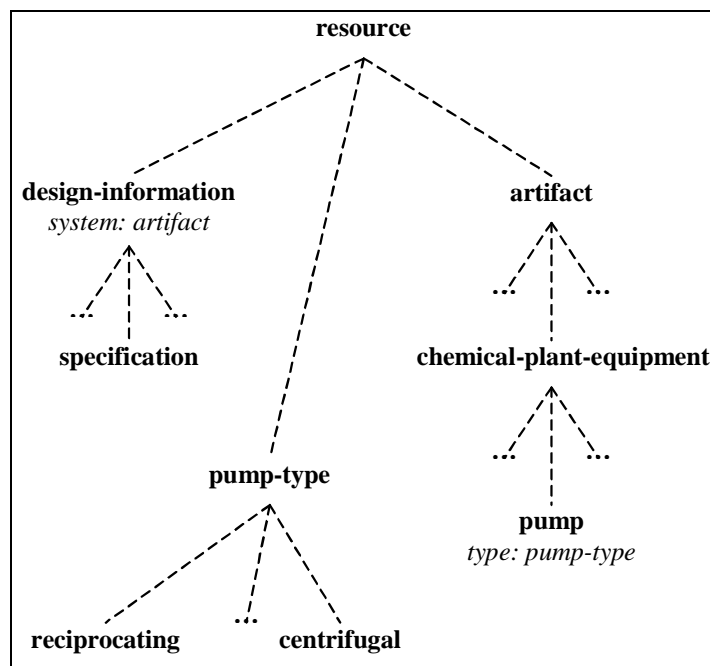 resource
design-information
system: artifact
artifact
... ...
... ...
specification
chemical-plant-equipment
... ...
pump-type
pump
type: pump-type
...
reciprocating centrifugal